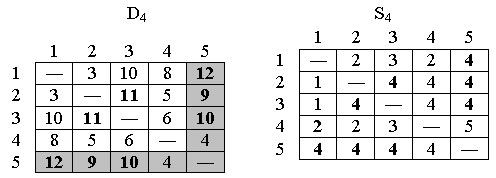 D4 S4
1 2 3 4 5 1 2 3 4 5
1 — 3 10 8 12 1 — 2 3 2 4
2 3 — 11 5 9 2 1 — 4 4 4
3 10 11 — 6 10 3 1 4 — 4 4
4 8 5 6 — 4 4 2 2 3 — 5
5 12 9 10 4 — 5 4 4 4 4 —